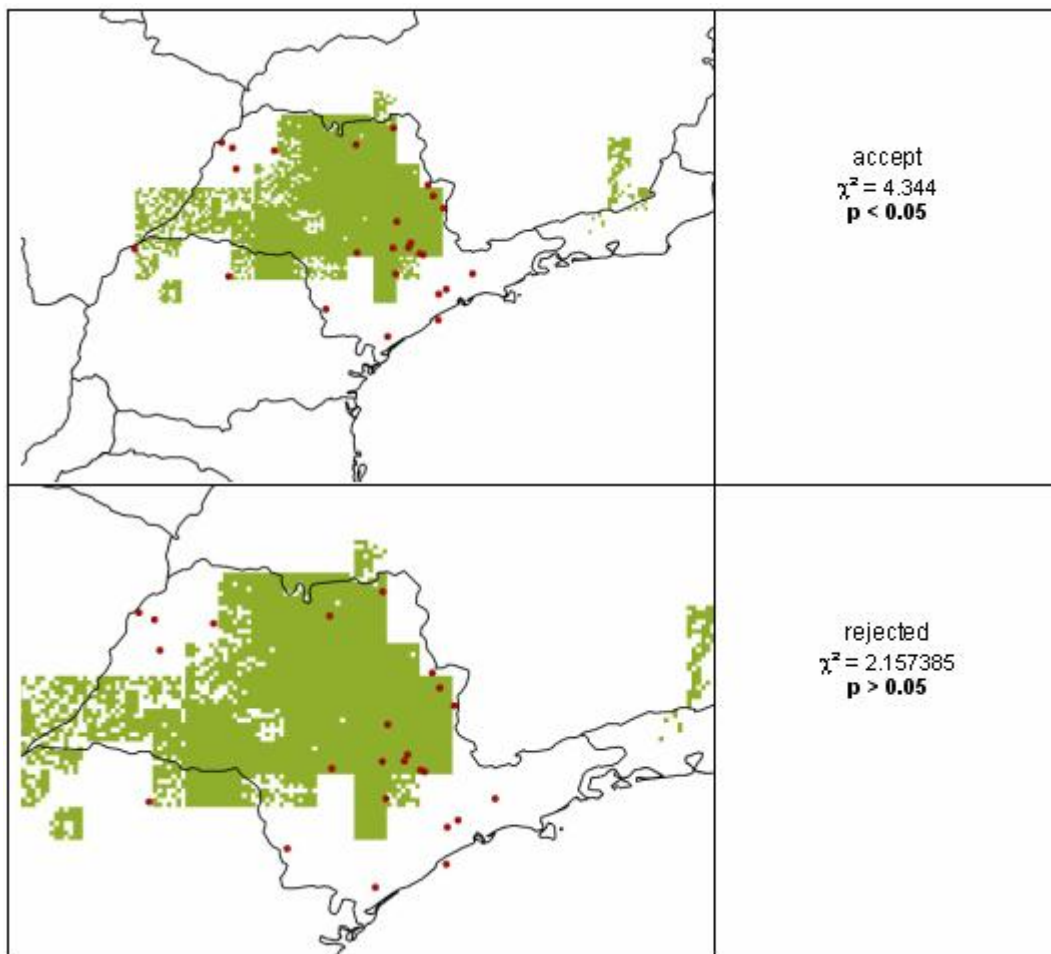 accept
χ² = 4.344
p < 0.05
rejected
χ² = 2.157385
p > 0.05